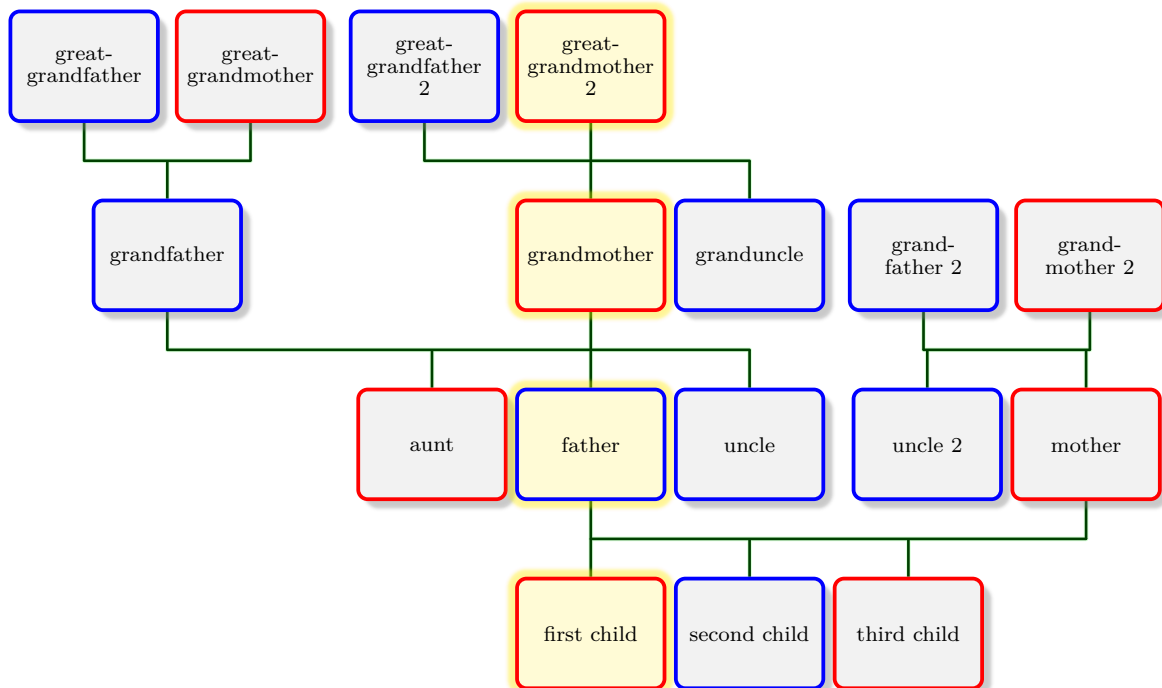 great-
grandfather
great-
grandmother
great-
grandfather
2
great-
grandmother
2
grandfather
grandmother
granduncle
grand-
father 2
grand-
mother 2
aunt
father
uncle
uncle 2
mother
first child
second child
third child